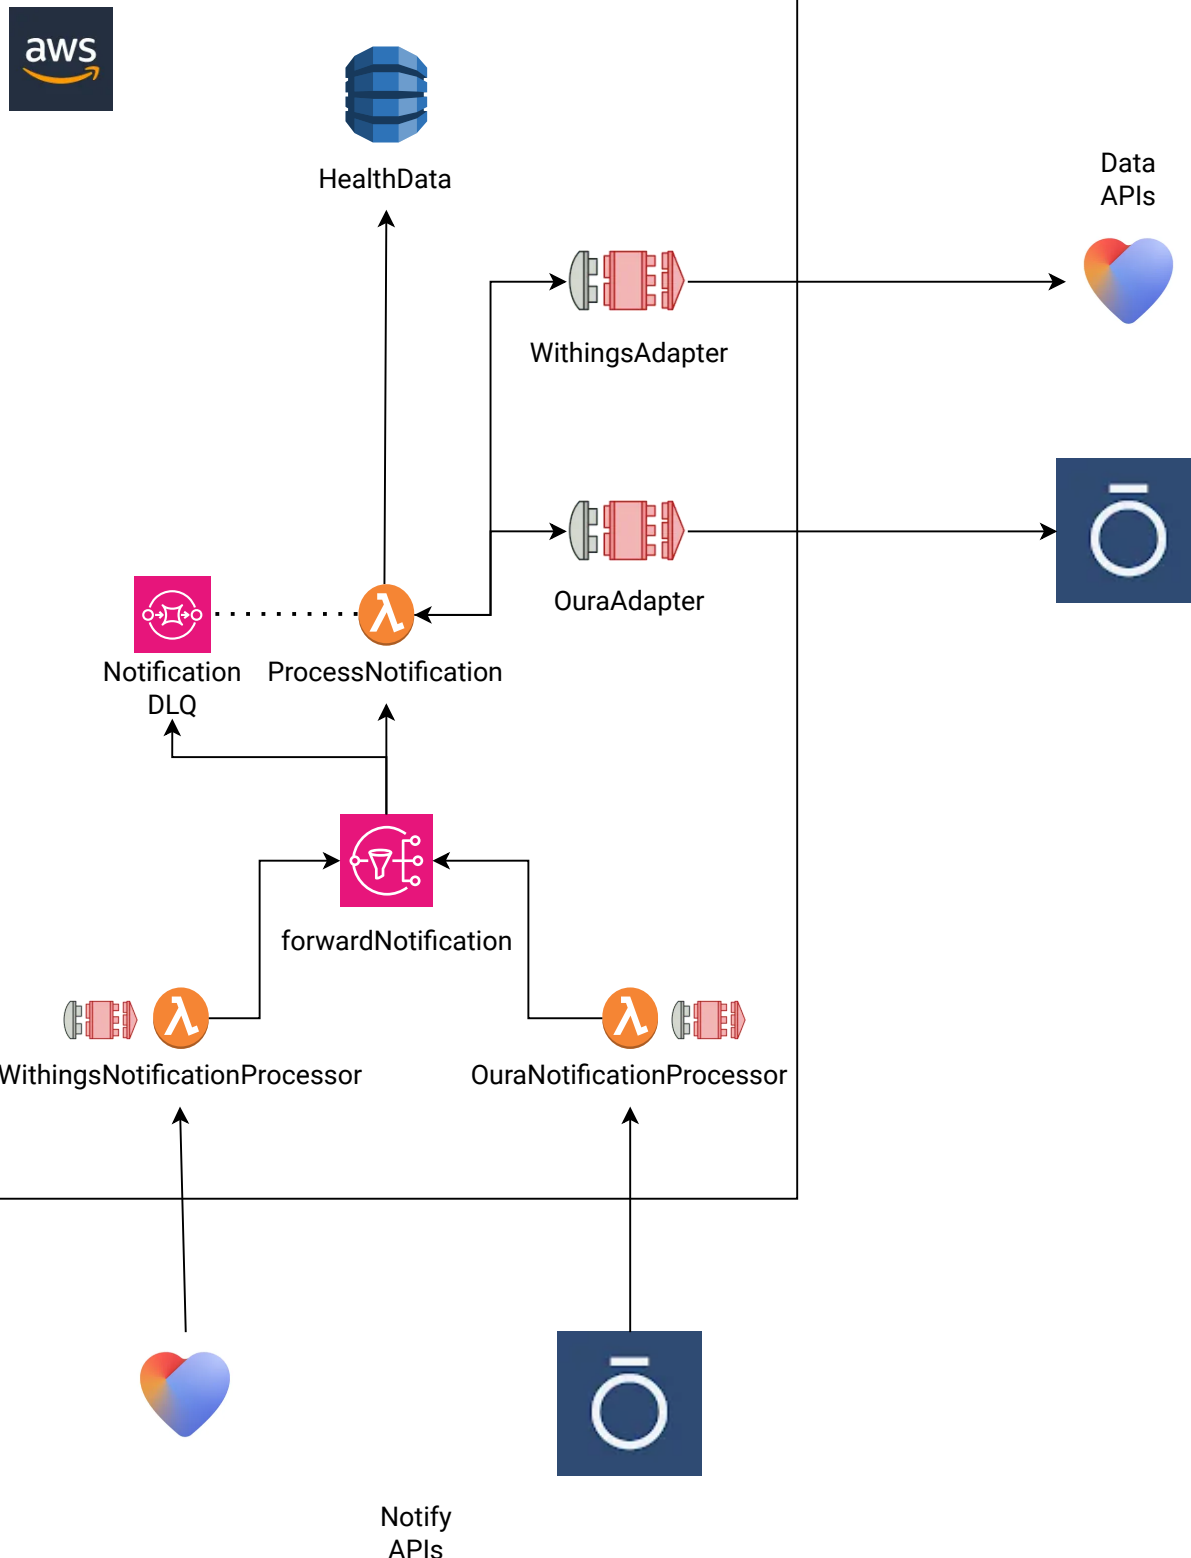 aws
HealthData
Data
APIs
WithingsAdapter
OuraAdapter
Notification
DLQ
ProcessNotification
forwardNotification
WithingsNotificationProcessor
OuraNotificationProcessor
Notify
APIs